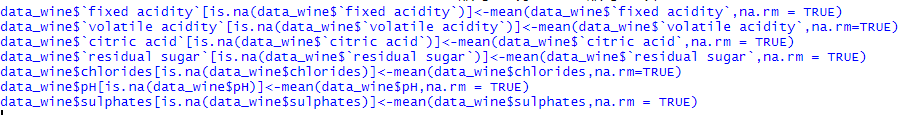 data_wine$`fixed acidity`[is.na(data_wine$`fixed acidity`)]<-mean(data_wine$`fixed acidity`,na.rm = TRUE)
data_wine$`volatile acidity`[is.na(data_wine$`volatile acidity`)]<-mean(data_wine$`volatile acidity`,na.rm=TRUE)
data_wine$`citric acid`[is.na(data_wine$`citric acid`)]<-mean(data_wine$`citric acid`,na.rm = TRUE)
data_wine$`residual sugar`[is.na(data_wine$`residual sugar`)]<-mean(data_wine$`residual sugar`,na.rm = TRUE)
data_wine$chlorides[is.na(data_wine$chlorides)]<-mean(data_wine$chlorides,na.rm=TRUE)
data_wine$pH[is.na(data_wine$pH)]<-mean(data_wine$pH,na.rm = TRUE)
data_wine$sulphates[is.na(data_wine$sulphates)]<-mean(data_wine$sulphates,na.rm = TRUE)